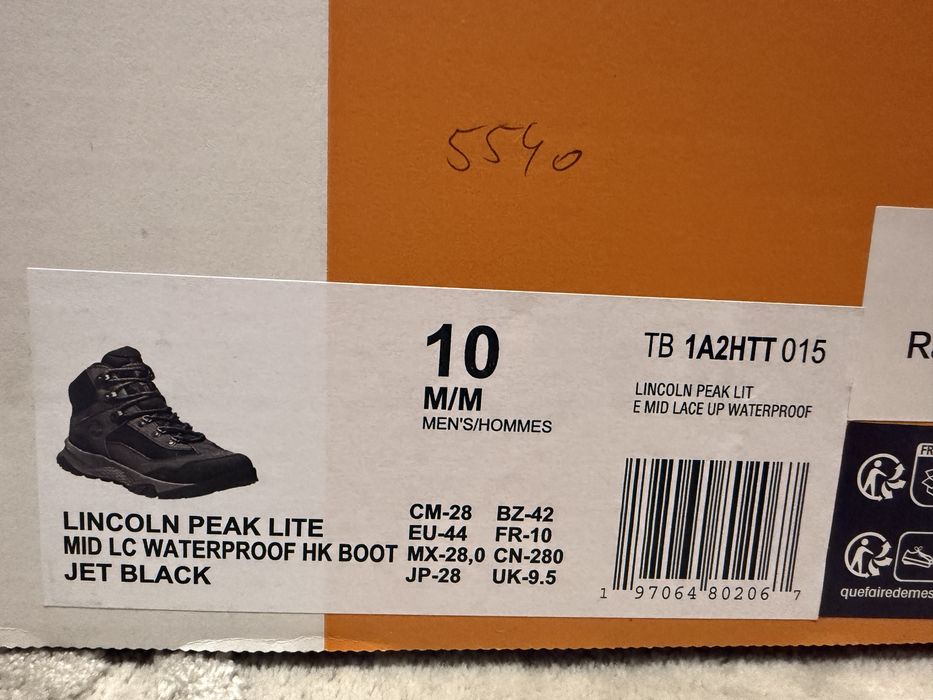 5540
10
M/M
MEN'S/HOMMES
TB 1A2HTT 015
LINCOLN PEAK LIT
E MID LACE UP WATERPROOF
LINCOLN PEAK LITE
MID LC WATERPROOF HK BOOT
JET BLACK
CM-28 BZ-42
EU-44 FR-10
MX-28,0 CN-280
JP-28 UK-9.5
1 97064 80206 7
FR
quefairedemes